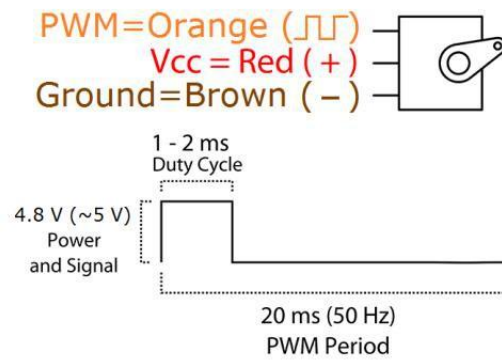 PWM=Orange (⎍⎍)
Vcc = Red ( + )
Ground=Brown ( − )
1 - 2 ms
Duty Cycle
4.8 V (~5 V)
Power
and Signal
20 ms (50 Hz)
PWM Period